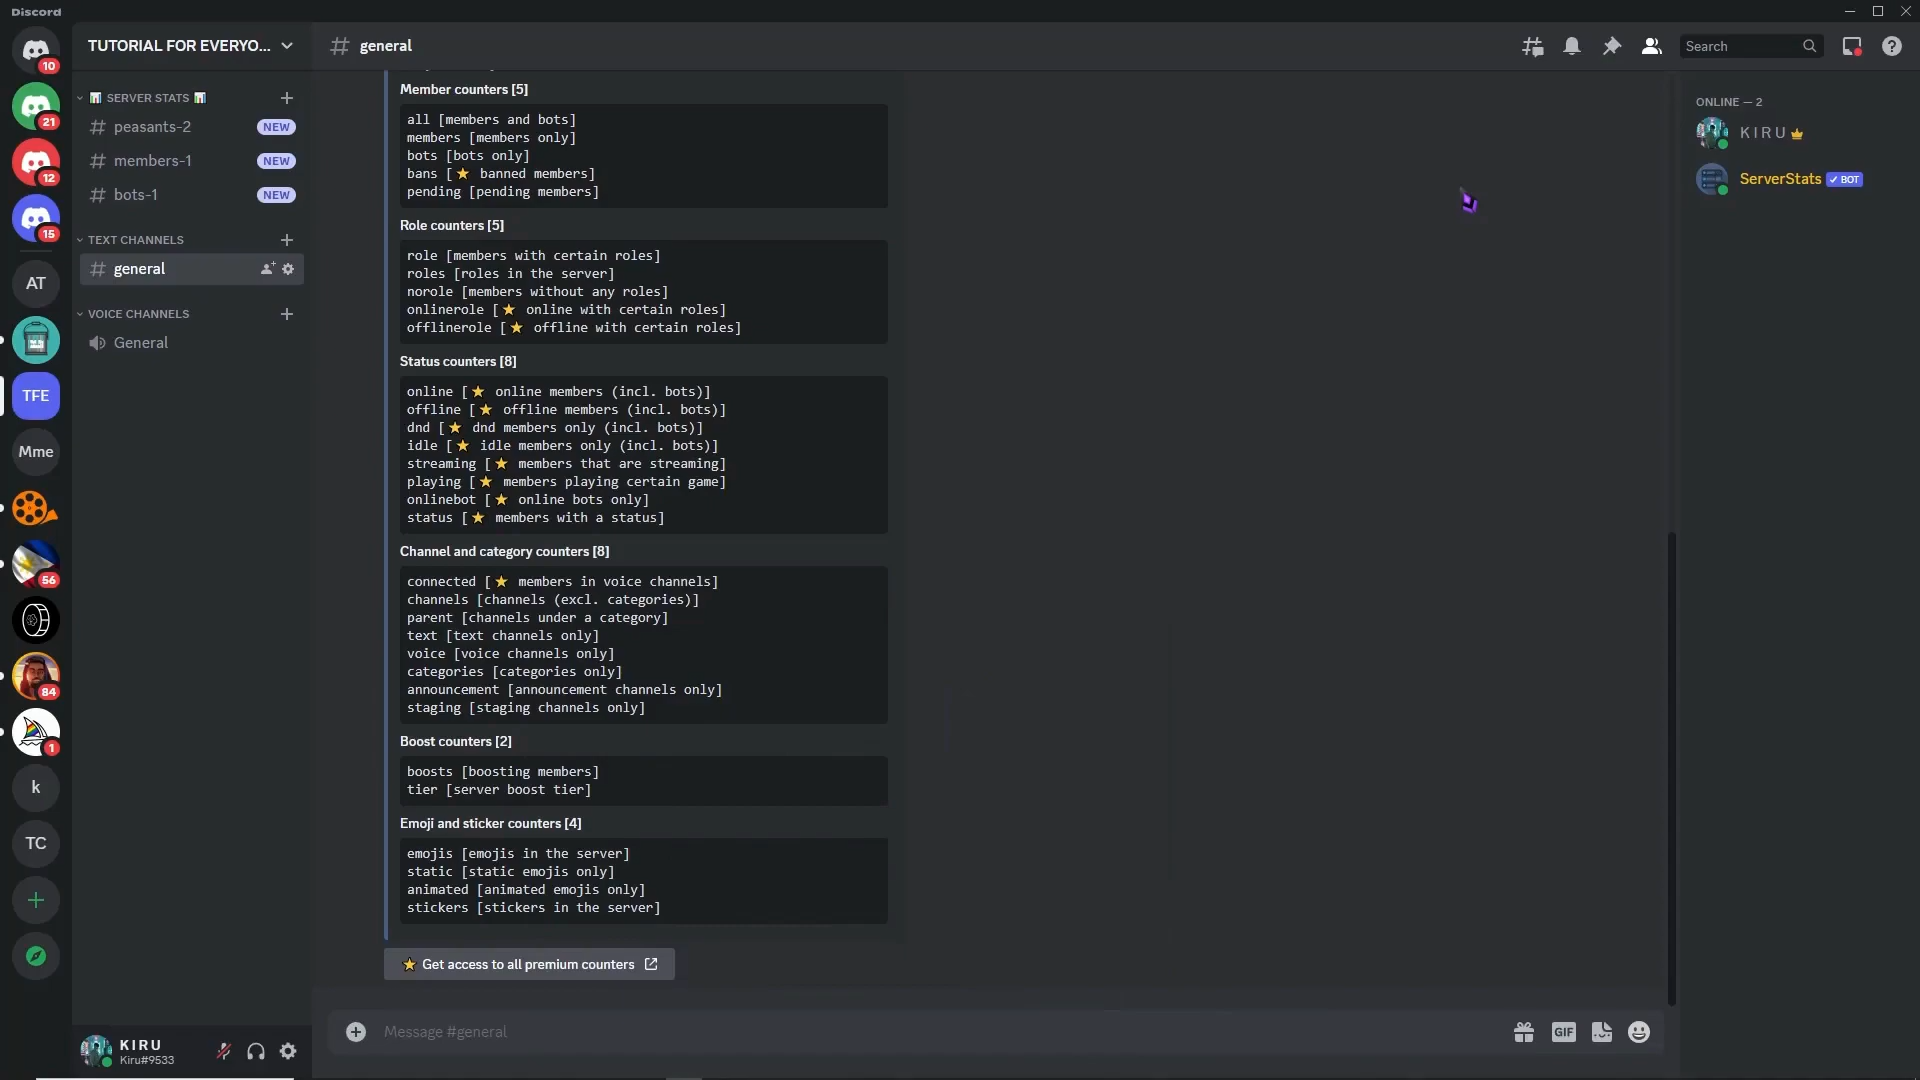 Discord
TUTORIAL FOR EVERYO...
general
Search
10
21
12
15
AT
TFE
Mme
56
84
1
k
TC
SERVER STATS
peasants-2 NEW
members-1 NEW
bots-1 NEW
TEXT CHANNELS
general
VOICE CHANNELS
General
KIRU
Kiru#9533
Member counters [5]
all [members and bots]
members [members only]
bots [bots only]
bans [⭐ banned members]
pending [pending members]
Role counters [5]
role [members with certain roles]
roles [roles in the server]
norole [members without any roles]
onlinerole [⭐ online with certain roles]
offlinerole [⭐ offline with certain roles]
Status counters [8]
online [⭐ online members (incl. bots)]
offline [⭐ offline members (incl. bots)]
dnd [⭐ dnd members only (incl. bots)]
idle [⭐ idle members only (incl. bots)]
streaming [⭐ members that are streaming]
playing [⭐ members playing certain game]
onlinebot [⭐ online bots only]
status [⭐ members with a status]
Channel and category counters [8]
connected [⭐ members in voice channels]
channels [channels (excl. categories)]
parent [channels under a category]
text [text channels only]
voice [voice channels only]
categories [categories only]
announcement [announcement channels only]
staging [staging channels only]
Boost counters [2]
boosts [boosting members]
tier [server boost tier]
Emoji and sticker counters [4]
emojis [emojis in the server]
static [static emojis only]
animated [animated emojis only]
stickers [stickers in the server]
⭐ Get access to all premium counters
Message #general
GIF
ONLINE — 2
KIRU
ServerStats BOT